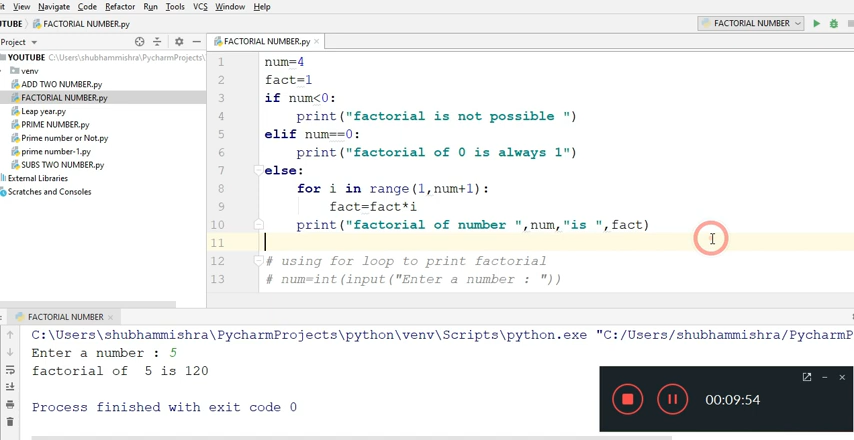 it View Navigate Code Refactor Run Tools VCS Window Help
TUBE FACTORIAL NUMBER.py
FACTORIAL NUMBER
Project
FACTORIAL NUMBER.py
YOUTUBE C:\Users\shubhammishra\PycharmProjects\
venv
ADD TWO NUMBER.py
FACTORIAL NUMBER.py
Leap year.py
PRIME NUMBER.py
Prime number or Not.py
prime number-1.py
SUBS TWO NUMBER.py
External Libraries
Scratches and Consoles
1 num=4
2 fact=1
3 if num<0:
4 print("factorial is not possible ")
5 elif num==0:
6 print("factorial of 0 is always 1")
7 else:
8 for i in range(1,num+1):
9 fact=fact*i
10 print("factorial of number ",num,"is ",fact)
11
12 # using for loop to print factorial
13 # num=int(input("Enter a number : "))
FACTORIAL NUMBER
C:\Users\shubhammishra\PycharmProjects\python\venv\Scripts\python.exe "C:/Users/shubhammishra/PycharmP
Enter a number : 5
factorial of  5 is 120
Process finished with exit code 0
00:09:54